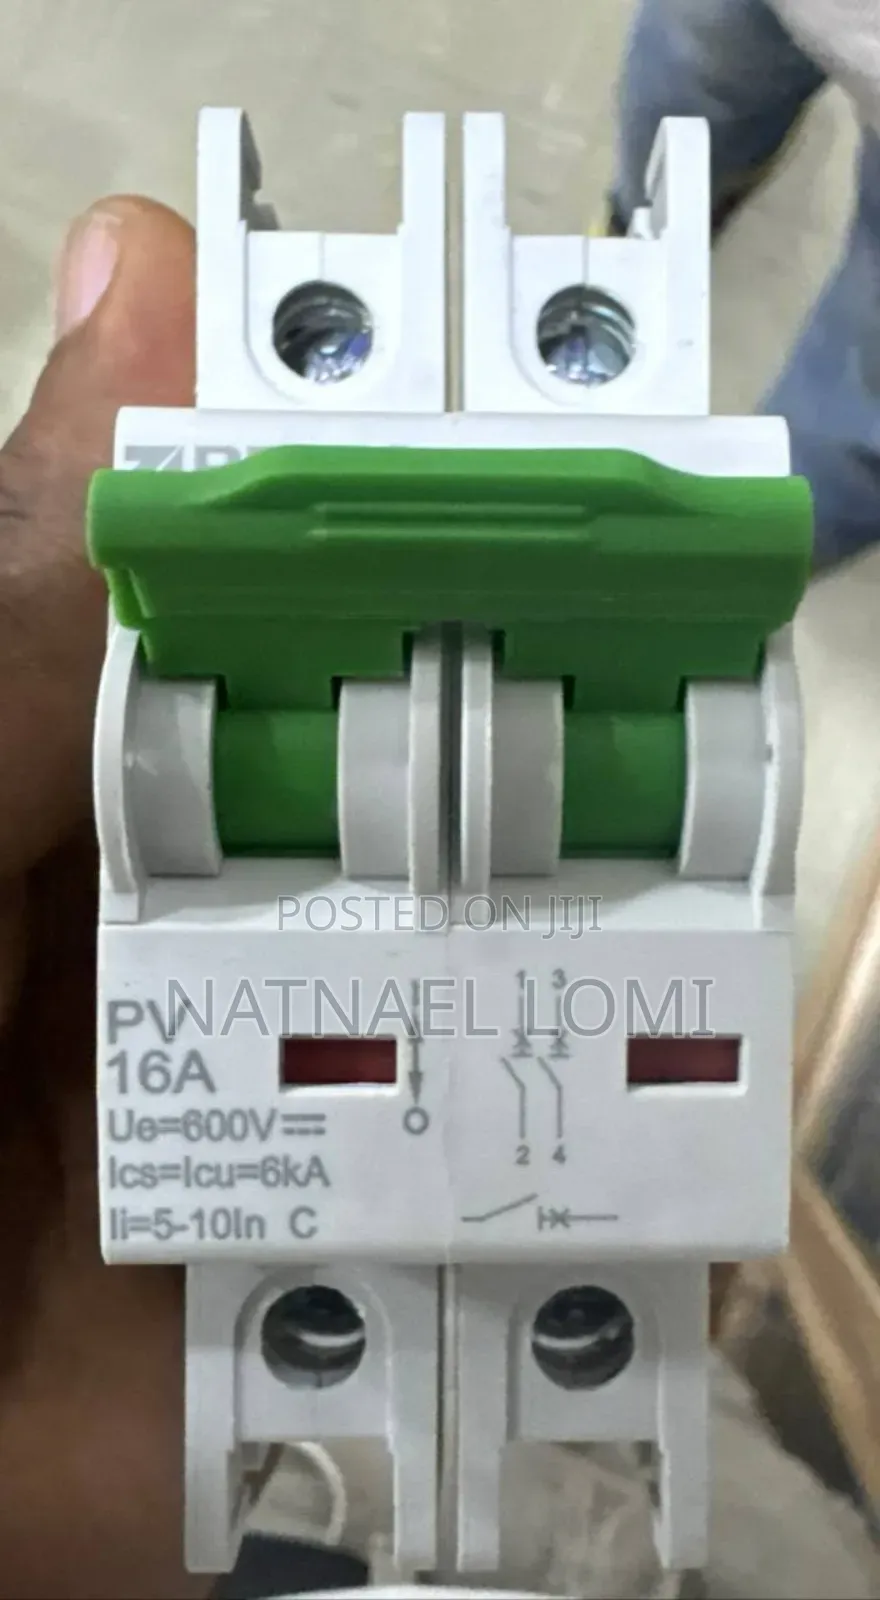 POSTED ON JIJI
NATNAEL LOMI
1 3
PV
16A
Ue=600V
Ics=Icu=6kA
2 4
Ii=5-10In C